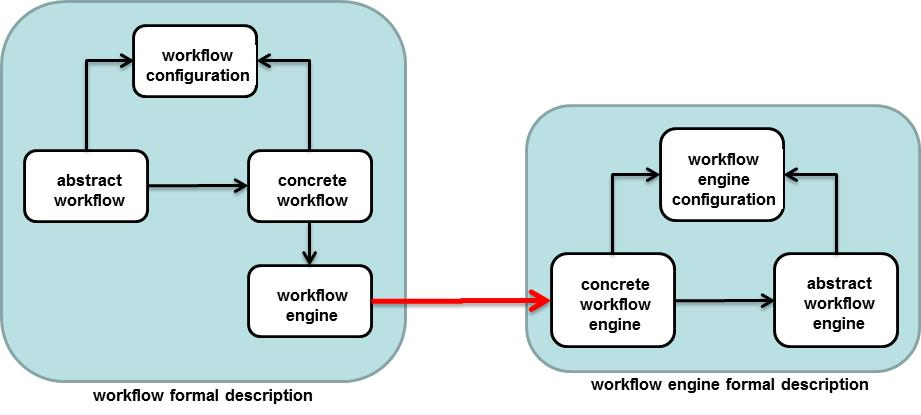 workflow
configuration
abstract
workflow
concrete
workflow
workflow
engine
workflow formal description
workflow
engine
configuration
concrete
workflow
engine
abstract
workflow
engine
workflow engine formal description